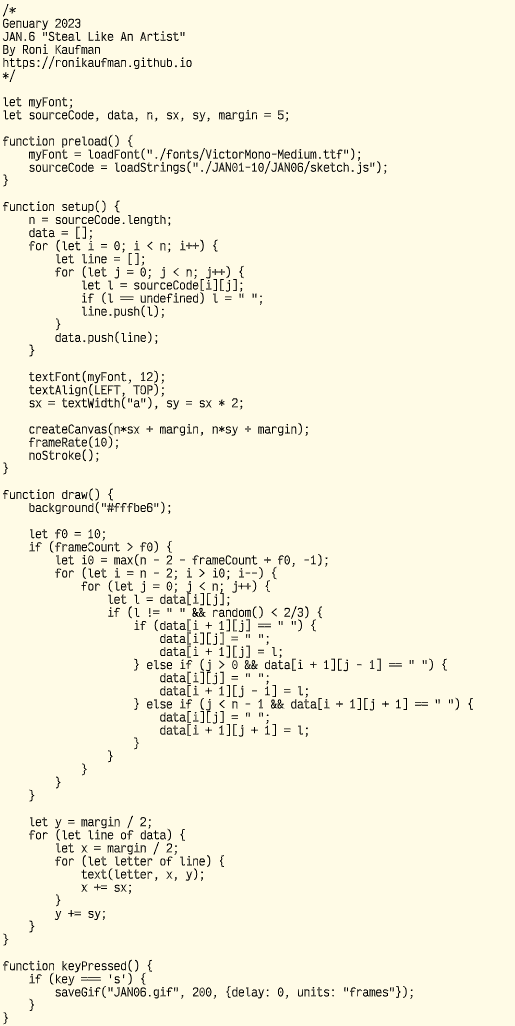 /*
Genuary 2023
JAN.6 "Steal Like An Artist"
By Roni Kaufman
https://ronikaufman.github.io
*/

let myFont;
let sourceCode, data, n, sx, sy, margin = 5;

function preload() {
    myFont = loadFont("./fonts/VictorMono-Medium.ttf");
    sourceCode = loadStrings("./JAN01-10/JAN06/sketch.js");
}

function setup() {
    n = sourceCode.length;
    data = [];
    for (let i = 0; i < n; i++) {
        let line = [];
        for (let j = 0; j < n; j++) {
            let l = sourceCode[i][j];
            if (l == undefined) l = " ";
            line.push(l);
        }
        data.push(line);
    }

    textFont(myFont, 12);
    textAlign(LEFT, TOP);
    sx = textWidth("a"), sy = sx * 2;

    createCanvas(n*sx + margin, n*sy + margin);
    frameRate(10);
    noStroke();
}

function draw() {
    background("#fffbe6");

    let f0 = 10;
    if (frameCount > f0) {
        let i0 = max(n - 2 - frameCount + f0, -1);
        for (let i = n - 2; i > i0; i--) {
            for (let j = 0; j < n; j++) {
                let l = data[i][j];
                if (l != " " && random() < 2/3) {
                    if (data[i + 1][j] == " ") {
                        data[i][j] = " ";
                        data[i + 1][j] = l;
                    } else if (j > 0 && data[i + 1][j - 1] == " ") {
                        data[i][j] = " ";
                        data[i + 1][j - 1] = l;
                    } else if (j < n - 1 && data[i + 1][j + 1] == " ") {
                        data[i][j] = " ";
                        data[i + 1][j + 1] = l;
                    }
                }
            }
        }
    }

    let y = margin / 2;
    for (let line of data) {
        let x = margin / 2;
        for (let letter of line) {
            text(letter, x, y);
            x += sx;
        }
        y += sy;
    }
}

function keyPressed() {
    if (key === 's') {
        saveGif("JAN06.gif", 200, {delay: 0, units: "frames"});
    }
}